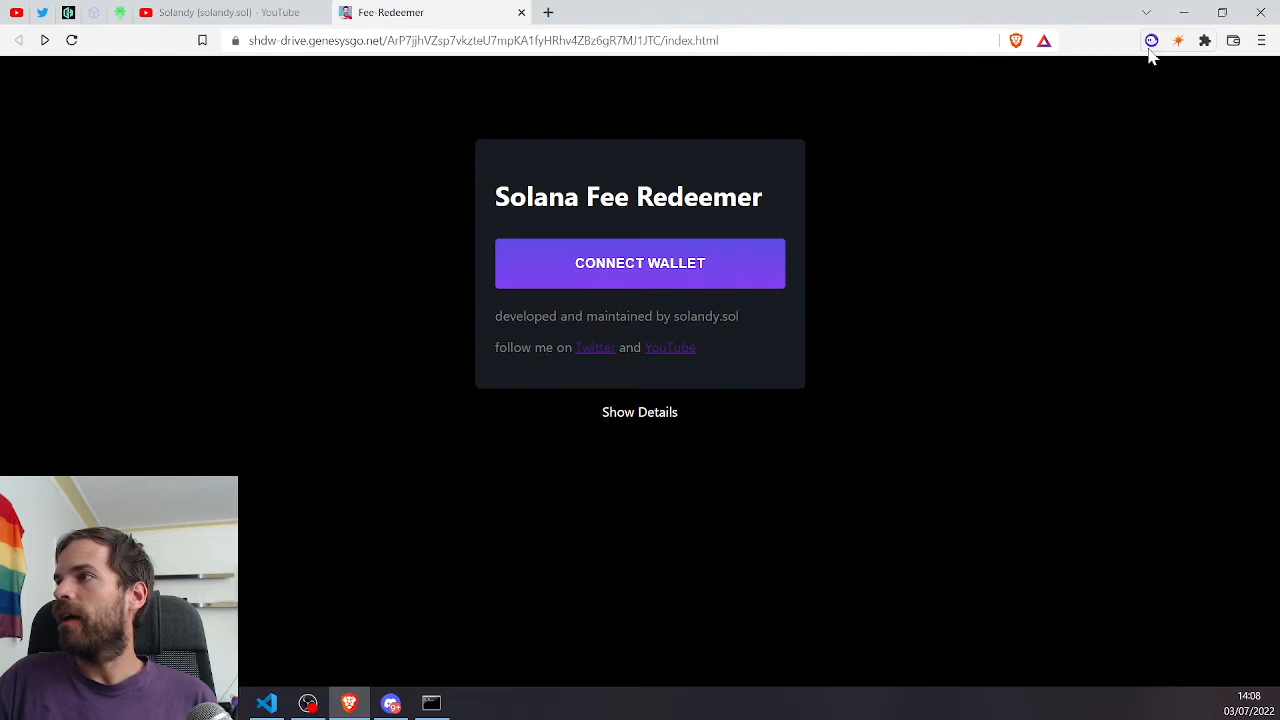 Solandy [solandy.sol] - YouTube
Fee-Redeemer
shdw-drive.genesysgo.net/ArP7jjhVZsp7vkzteU7mpKA1fyHRhv4ZBz6gR7MJ1JTC/index.html
Solana Fee Redeemer
CONNECT WALLET
developed and maintained by solandy.sol
follow me on Twitter and YouTube
Show Details
14:08
03/07/2022